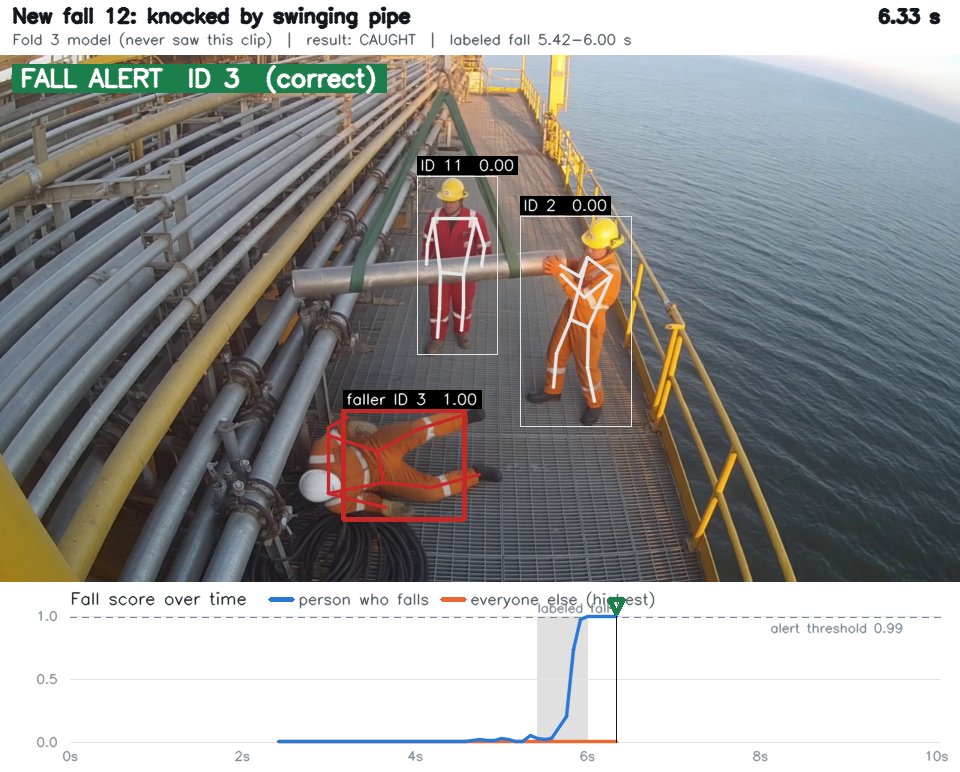 New fall 12: knocked by swinging pipe
6.33 s
Fold 3 model (never saw this clip) | result: CAUGHT | labeled fall 5.42–6.00 s
FALL ALERT ID 3 (correct)
ID 11 0.00
ID 2 0.00
faller ID 3 1.00
Fall score over time
person who falls
everyone else
labeled
1.0
alert threshold 0.99
0.5
0.0
0s
2s
4s
6s
8s
10s